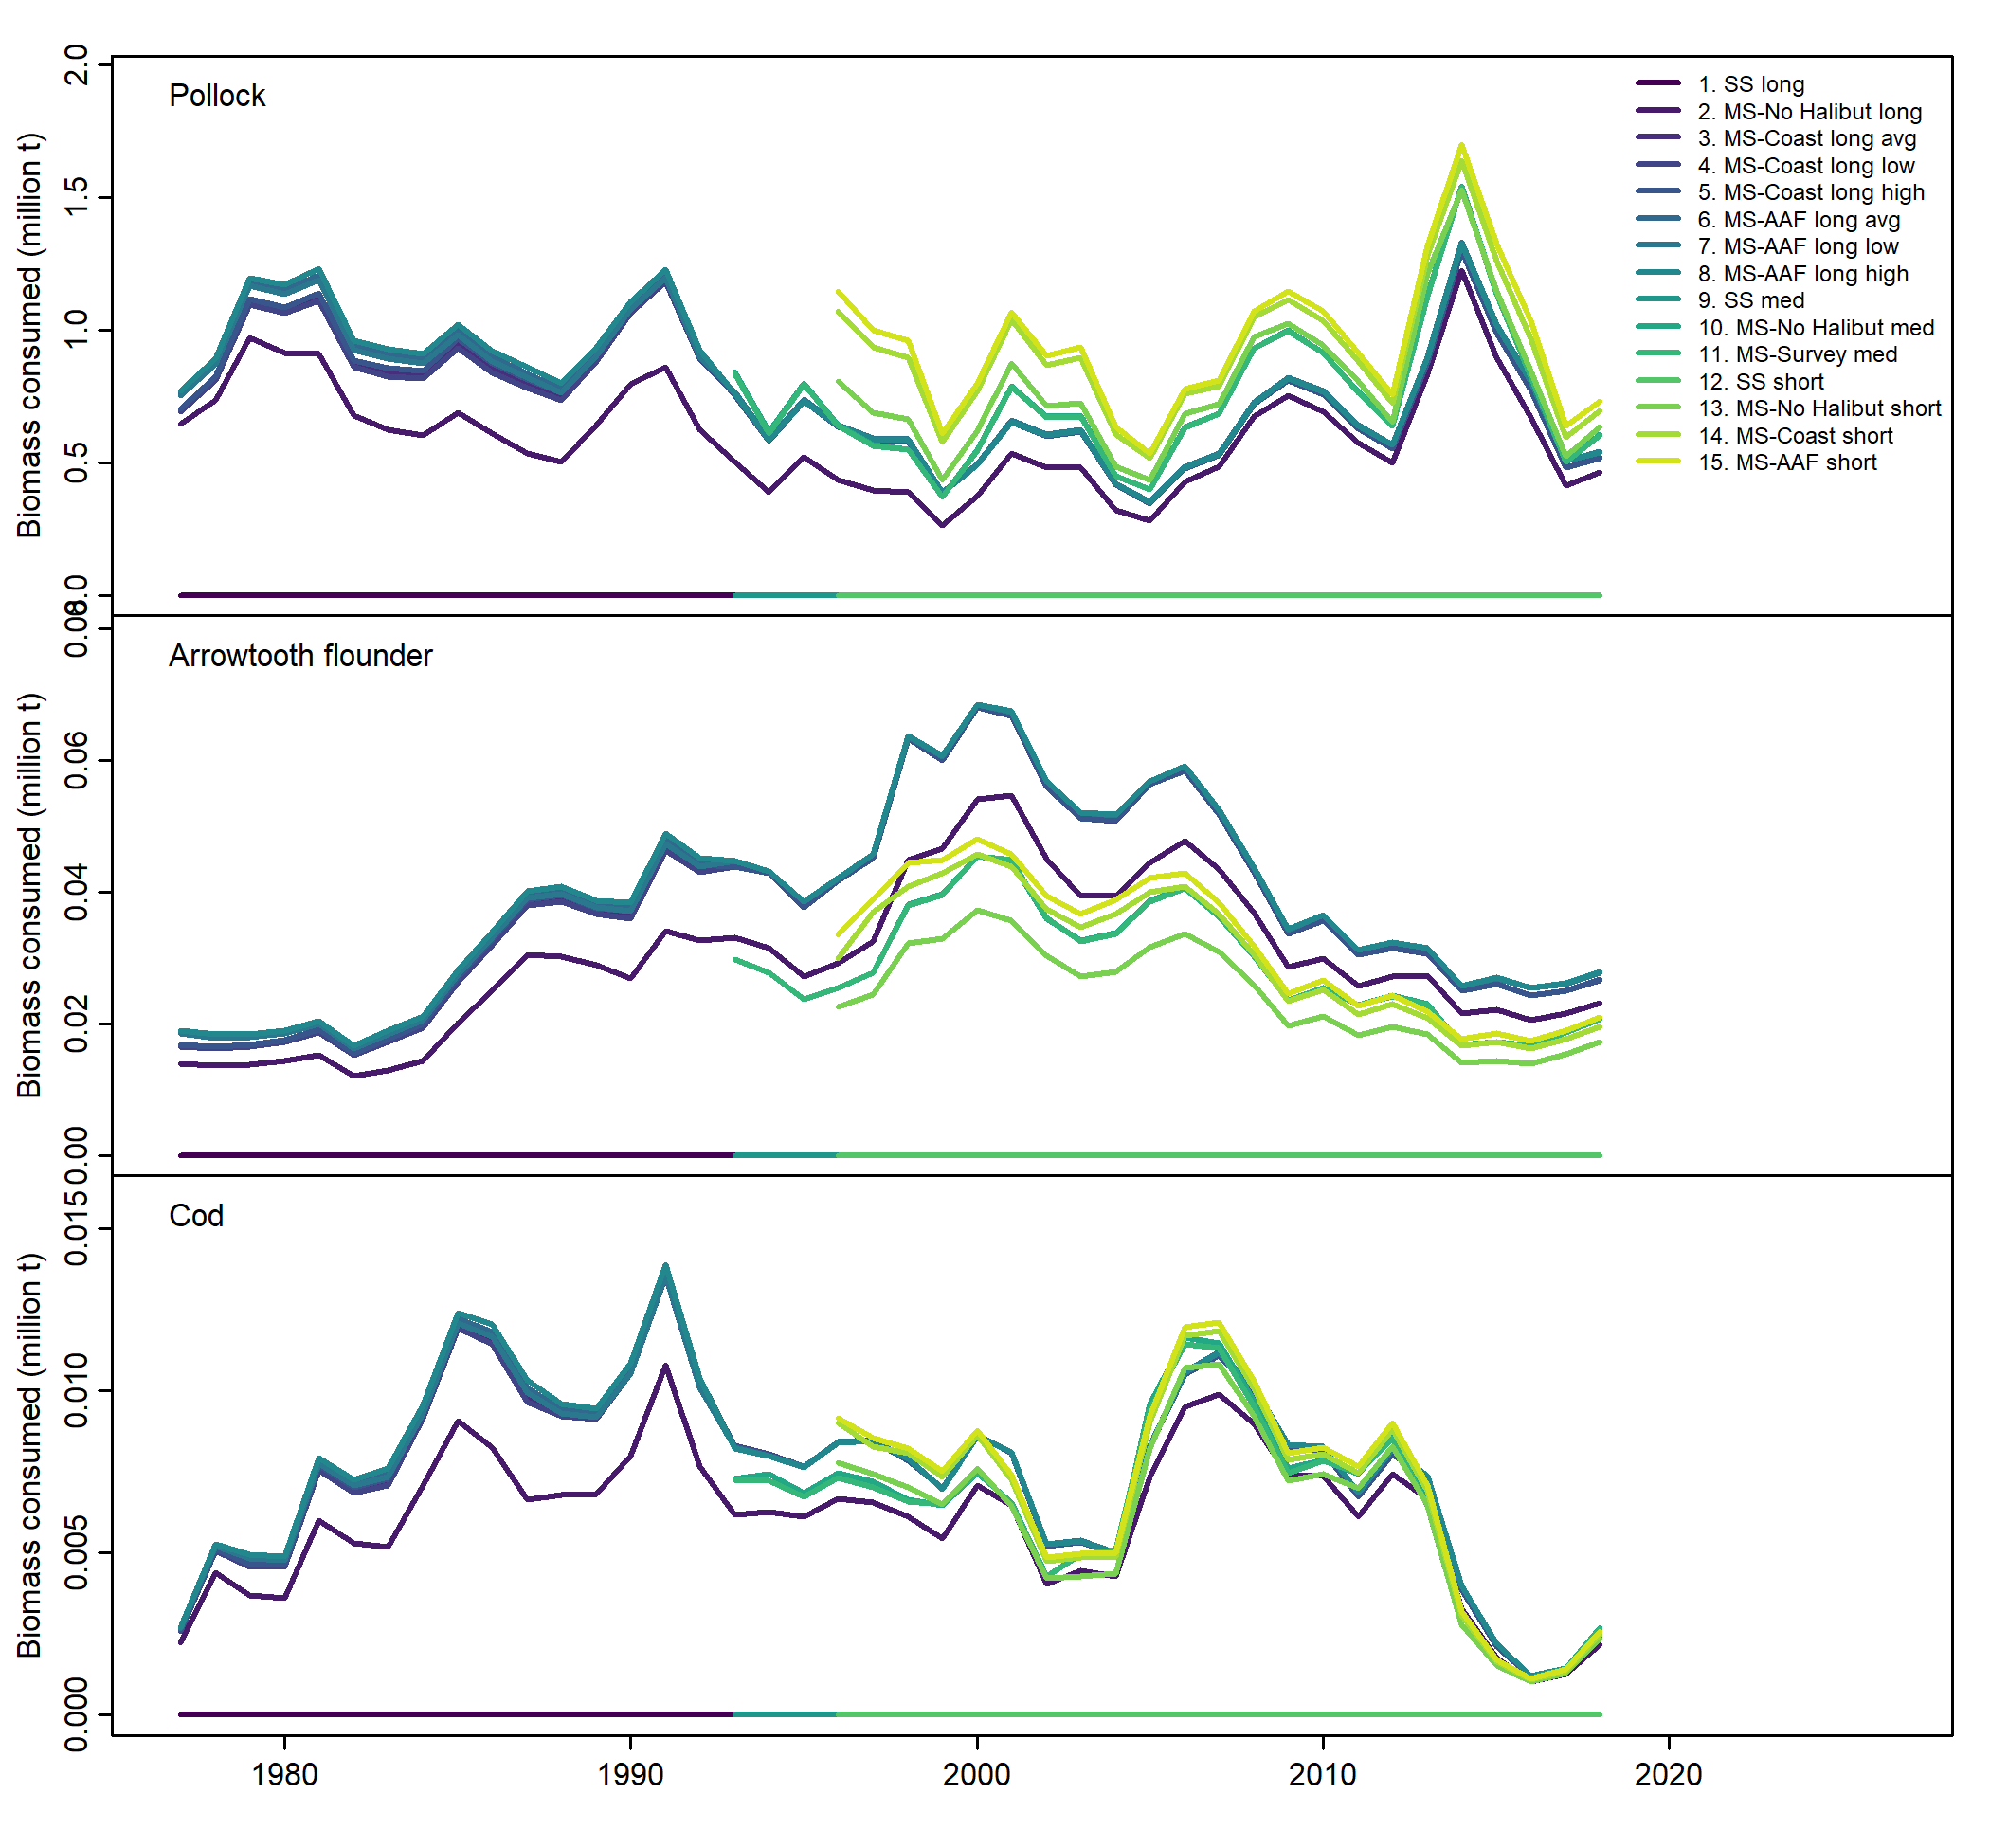 Pollock
Biomass consumed (million t)
2.0
1.5
1.0
0.5
0.0
1. SS long
2. MS-No Halibut long
3. MS-Coast long avg
4. MS-Coast long low
5. MS-Coast long high
6. MS-AAF long avg
7. MS-AAF long low
8. MS-AAF long high
9. SS med
10. MS-No Halibut med
11. MS-Survey med
12. SS short
13. MS-No Halibut short
14. MS-Coast short
15. MS-AAF short
Arrowtooth flounder
Biomass consumed (million t)
0.08
0.06
0.04
0.02
0.00
Cod
Biomass consumed (million t)
0.015
0.010
0.005
0.000
1980 1990 2000 2010 2020